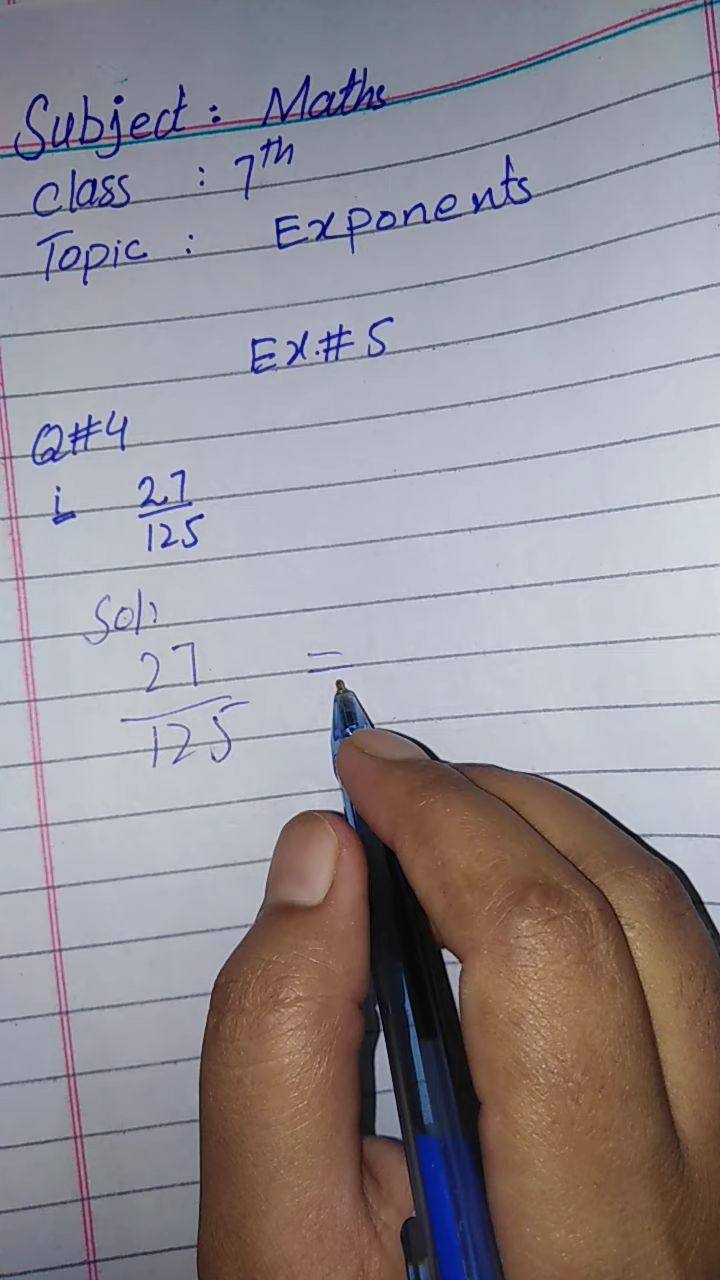 Subject: Maths
Class : 7th
Topic : Exponents
Ex.# 5
Q#4
i 27/125
Sol:
27/125 =